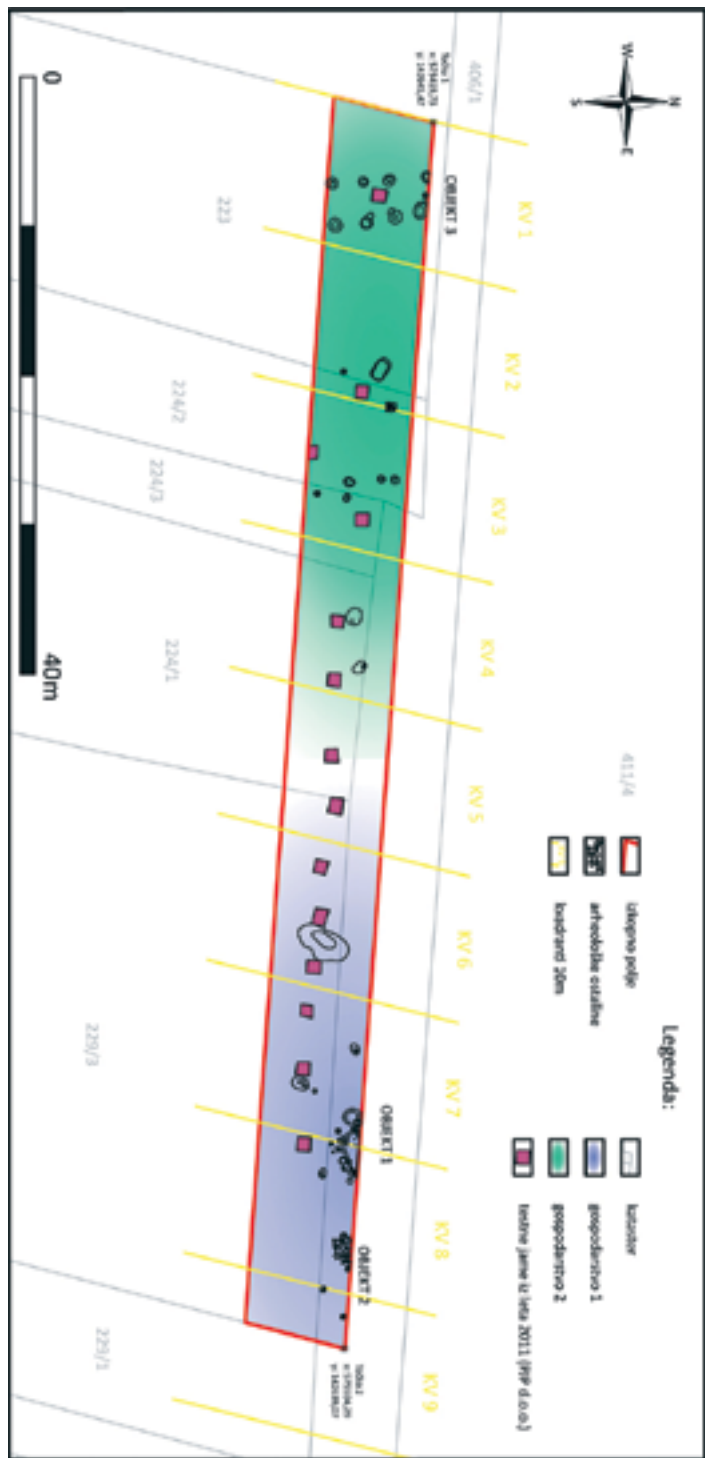 N
W
E
S
406/1
223
224/2
224/3
224/1
229/3
229/1
411/4
KV 1
KV 2
KV 3
KV 4
KV 5
KV 6
KV 7
KV 8
KV 9
OBJEKT 3
OBJEKT 1
OBJEKT 2
0
40m
Legenda:
izkopno polje
arheološke ostaline
kvadranti 10m
kataster
gospodarstvo 1
gospodarstvo 2
testne jame iz leta 2011 (PJP d.o.o.)